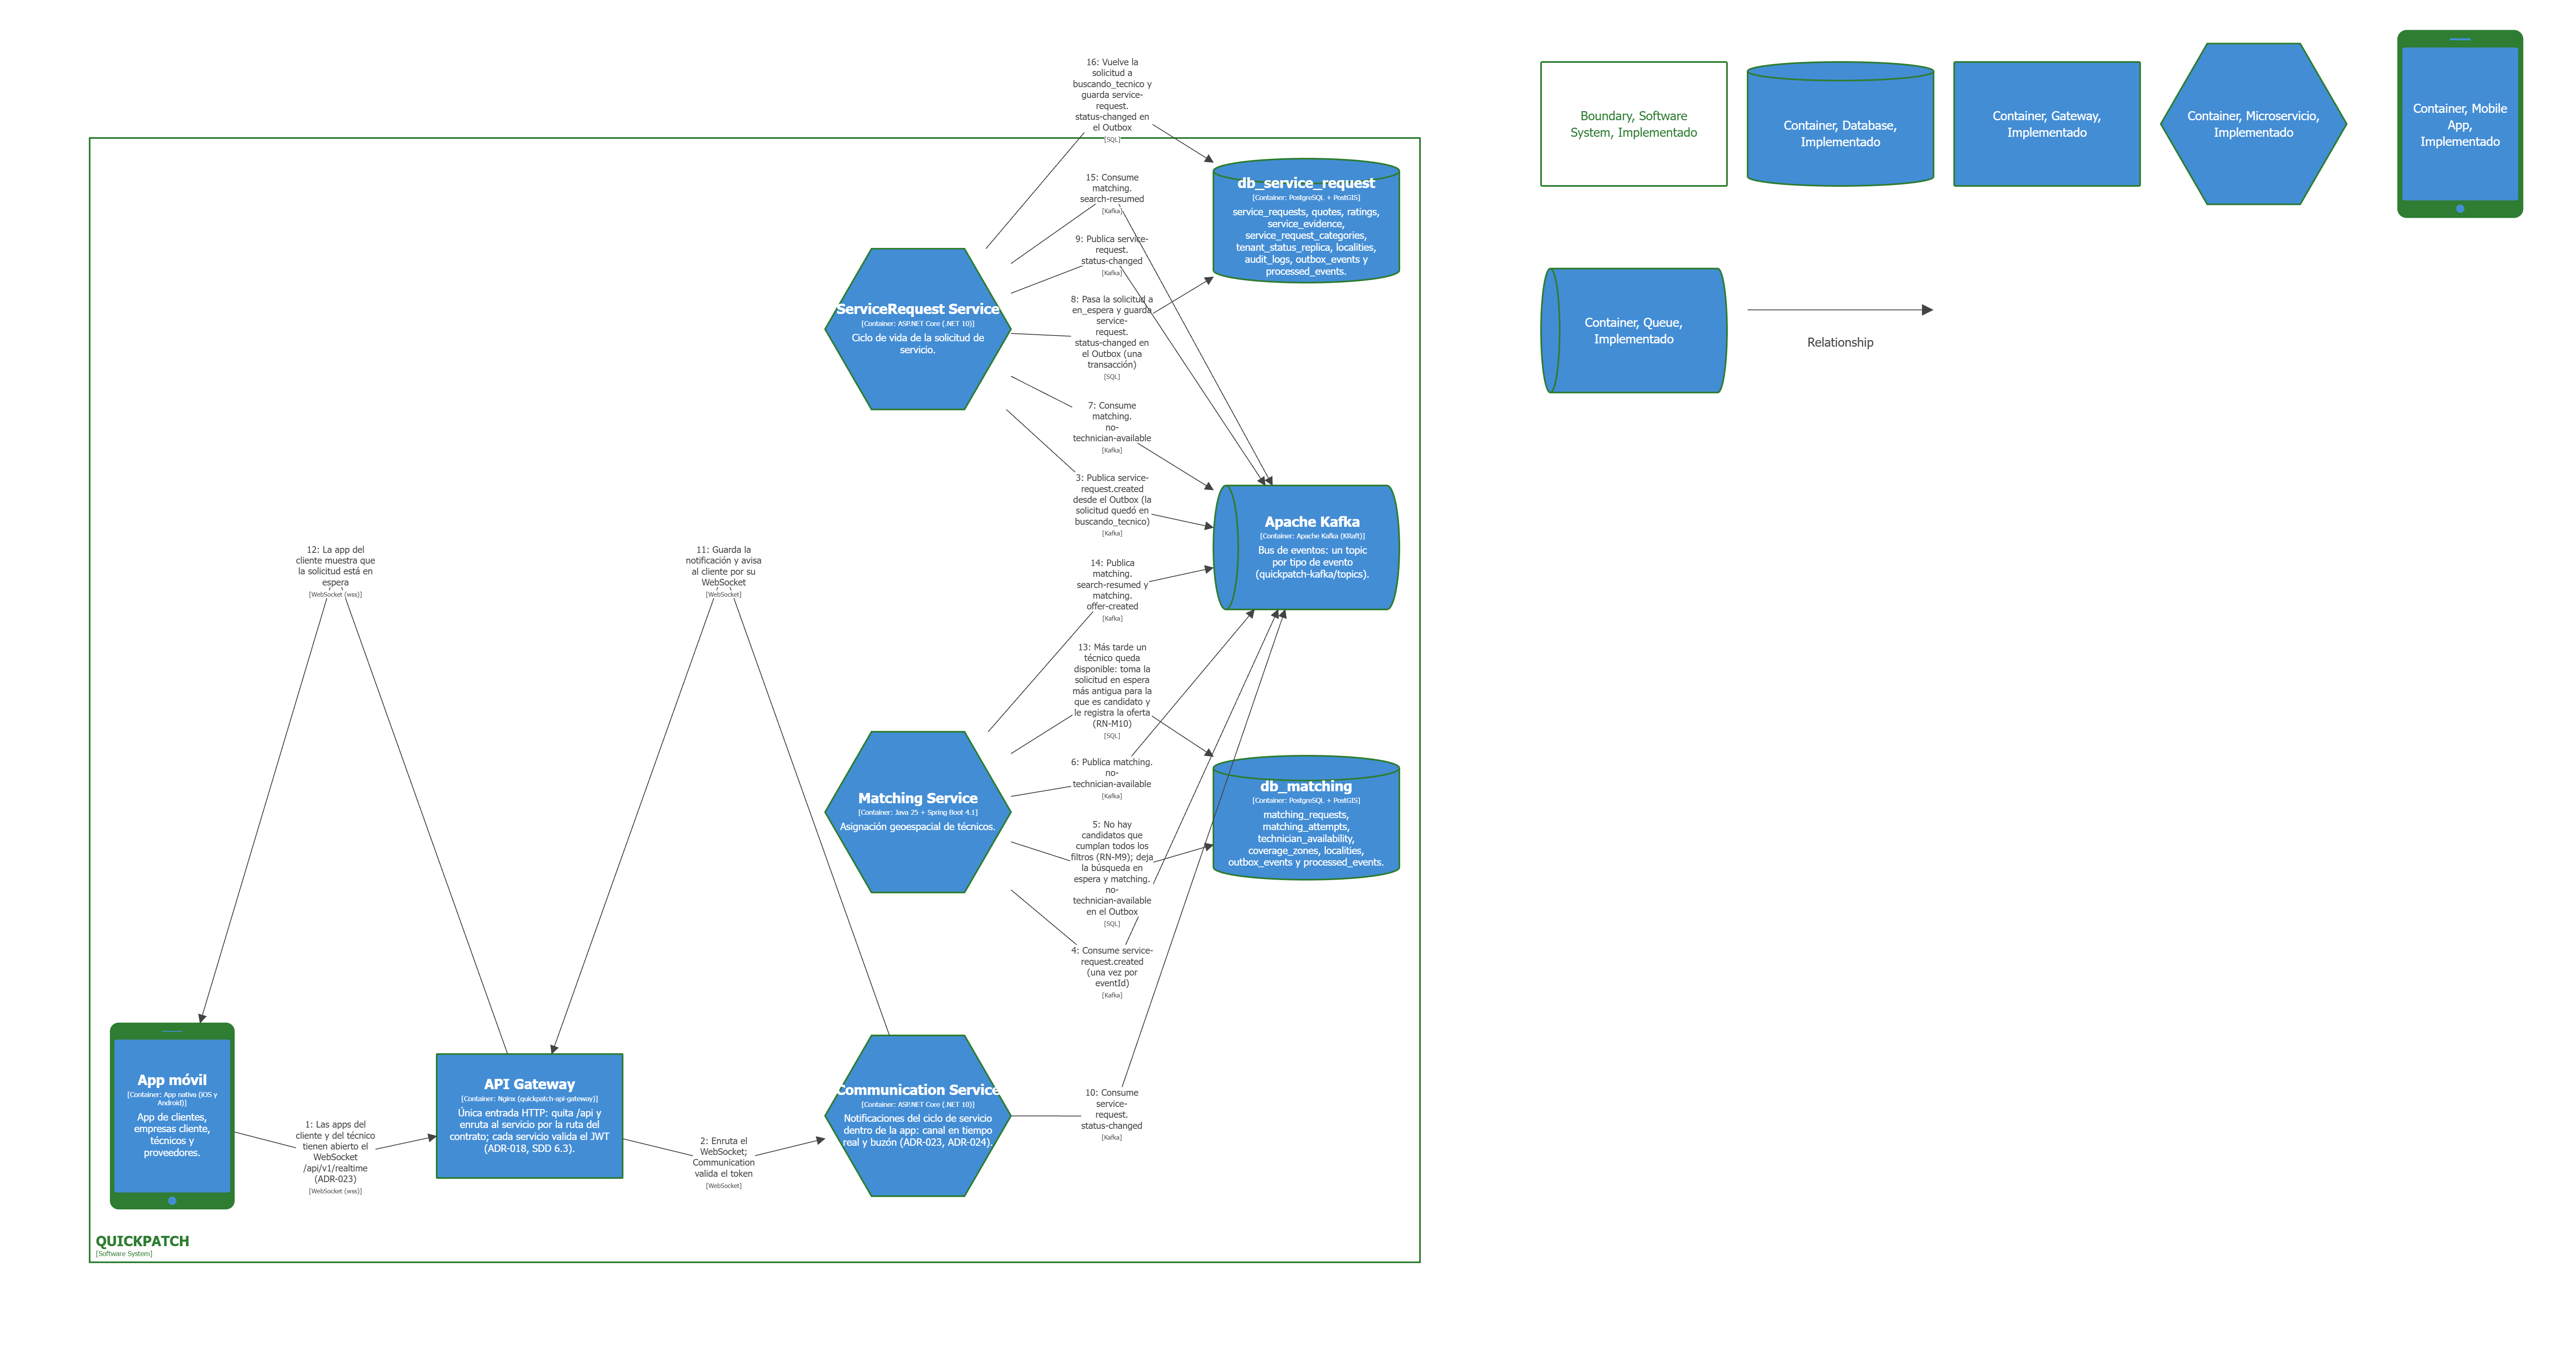 16: Vuelve la
solicitud a
buscando_tecnico y
guarda service-
request.
status-changed en
el Outbox
[SQL]
15: Consume
matching.
search-resumed
[Kafka]
9: Publica service-
request.
status-changed
[Kafka]
8: Pasa la solicitud a
en_espera y guarda
service-
request.
status-changed en
el Outbox (una
transacción)
[SQL]
7: Consume
matching.
no-
technician-available
[Kafka]
3: Publica service-
request.created
desde el Outbox (la
solicitud quedó en
buscando_tecnico)
[Kafka]
14: Publica
matching.
search-resumed y
matching.
offer-created
[Kafka]
13: Más tarde un
técnico queda
disponible: toma la
solicitud en espera
más antigua para la
que es candidato y
le registra la oferta
(RN-M10)
[SQL]
6: Publica matching.
no-
technician-available
[Kafka]
5: No hay
candidatos que
cumplan todos los
filtros (RN-M9); deja
la búsqueda en
espera y matching.
no-
technician-available
en el Outbox
[SQL]
4: Consume service-
request.created
(una vez por
eventId)
[Kafka]
10: Consume
service-
request.
status-changed
[Kafka]
12: La app del
cliente muestra que
la solicitud está en
espera
[WebSocket (wss)]
11: Guarda la
notificación y avisa
al cliente por su
WebSocket
[WebSocket]
1: Las apps del
cliente y del técnico
tienen abierto el
WebSocket
/api/v1/realtime
(ADR-023)
[WebSocket (wss)]
2: Enruta el
WebSocket;
Communication
valida el token
[WebSocket]
ServiceRequest Service
[Container: ASP.NET Core (.NET 10)]
Ciclo de vida de la solicitud de
servicio.
db_service_request
[Container: PostgreSQL + PostGIS]
service_requests, quotes, ratings,
service_evidence,
service_request_categories,
tenant_status_replica, localities,
audit_logs, outbox_events y
processed_events.
Apache Kafka
[Container: Apache Kafka (KRaft)]
Bus de eventos: un topic
por tipo de evento
(quickpatch-kafka/topics).
Matching Service
[Container: Java 25 + Spring Boot 4.1]
Asignación geoespacial de técnicos.
db_matching
[Container: PostgreSQL + PostGIS]
matching_requests,
matching_attempts,
technician_availability,
coverage_zones, localities,
outbox_events y processed_events.
App móvil
[Container: App nativa (iOS y
Android)]
App de clientes,
empresas cliente,
técnicos y
proveedores.
API Gateway
[Container: Nginx (quickpatch-api-gateway)]
Única entrada HTTP: quita /api y
enruta al servicio por la ruta del
contrato; cada servicio valida el JWT
(ADR-018, SDD 6.3).
Communication Service
[Container: ASP.NET Core (.NET 10)]
Notificaciones del ciclo de servicio
dentro de la app: canal en tiempo
real y buzón (ADR-023, ADR-024).
QUICKPATCH
[Software System]
Boundary, Software
System, Implementado
Container, Database,
Implementado
Container, Gateway,
Implementado
Container, Microservicio,
Implementado
Container, Mobile
App,
Implementado
Container, Queue,
Implementado
Relationship